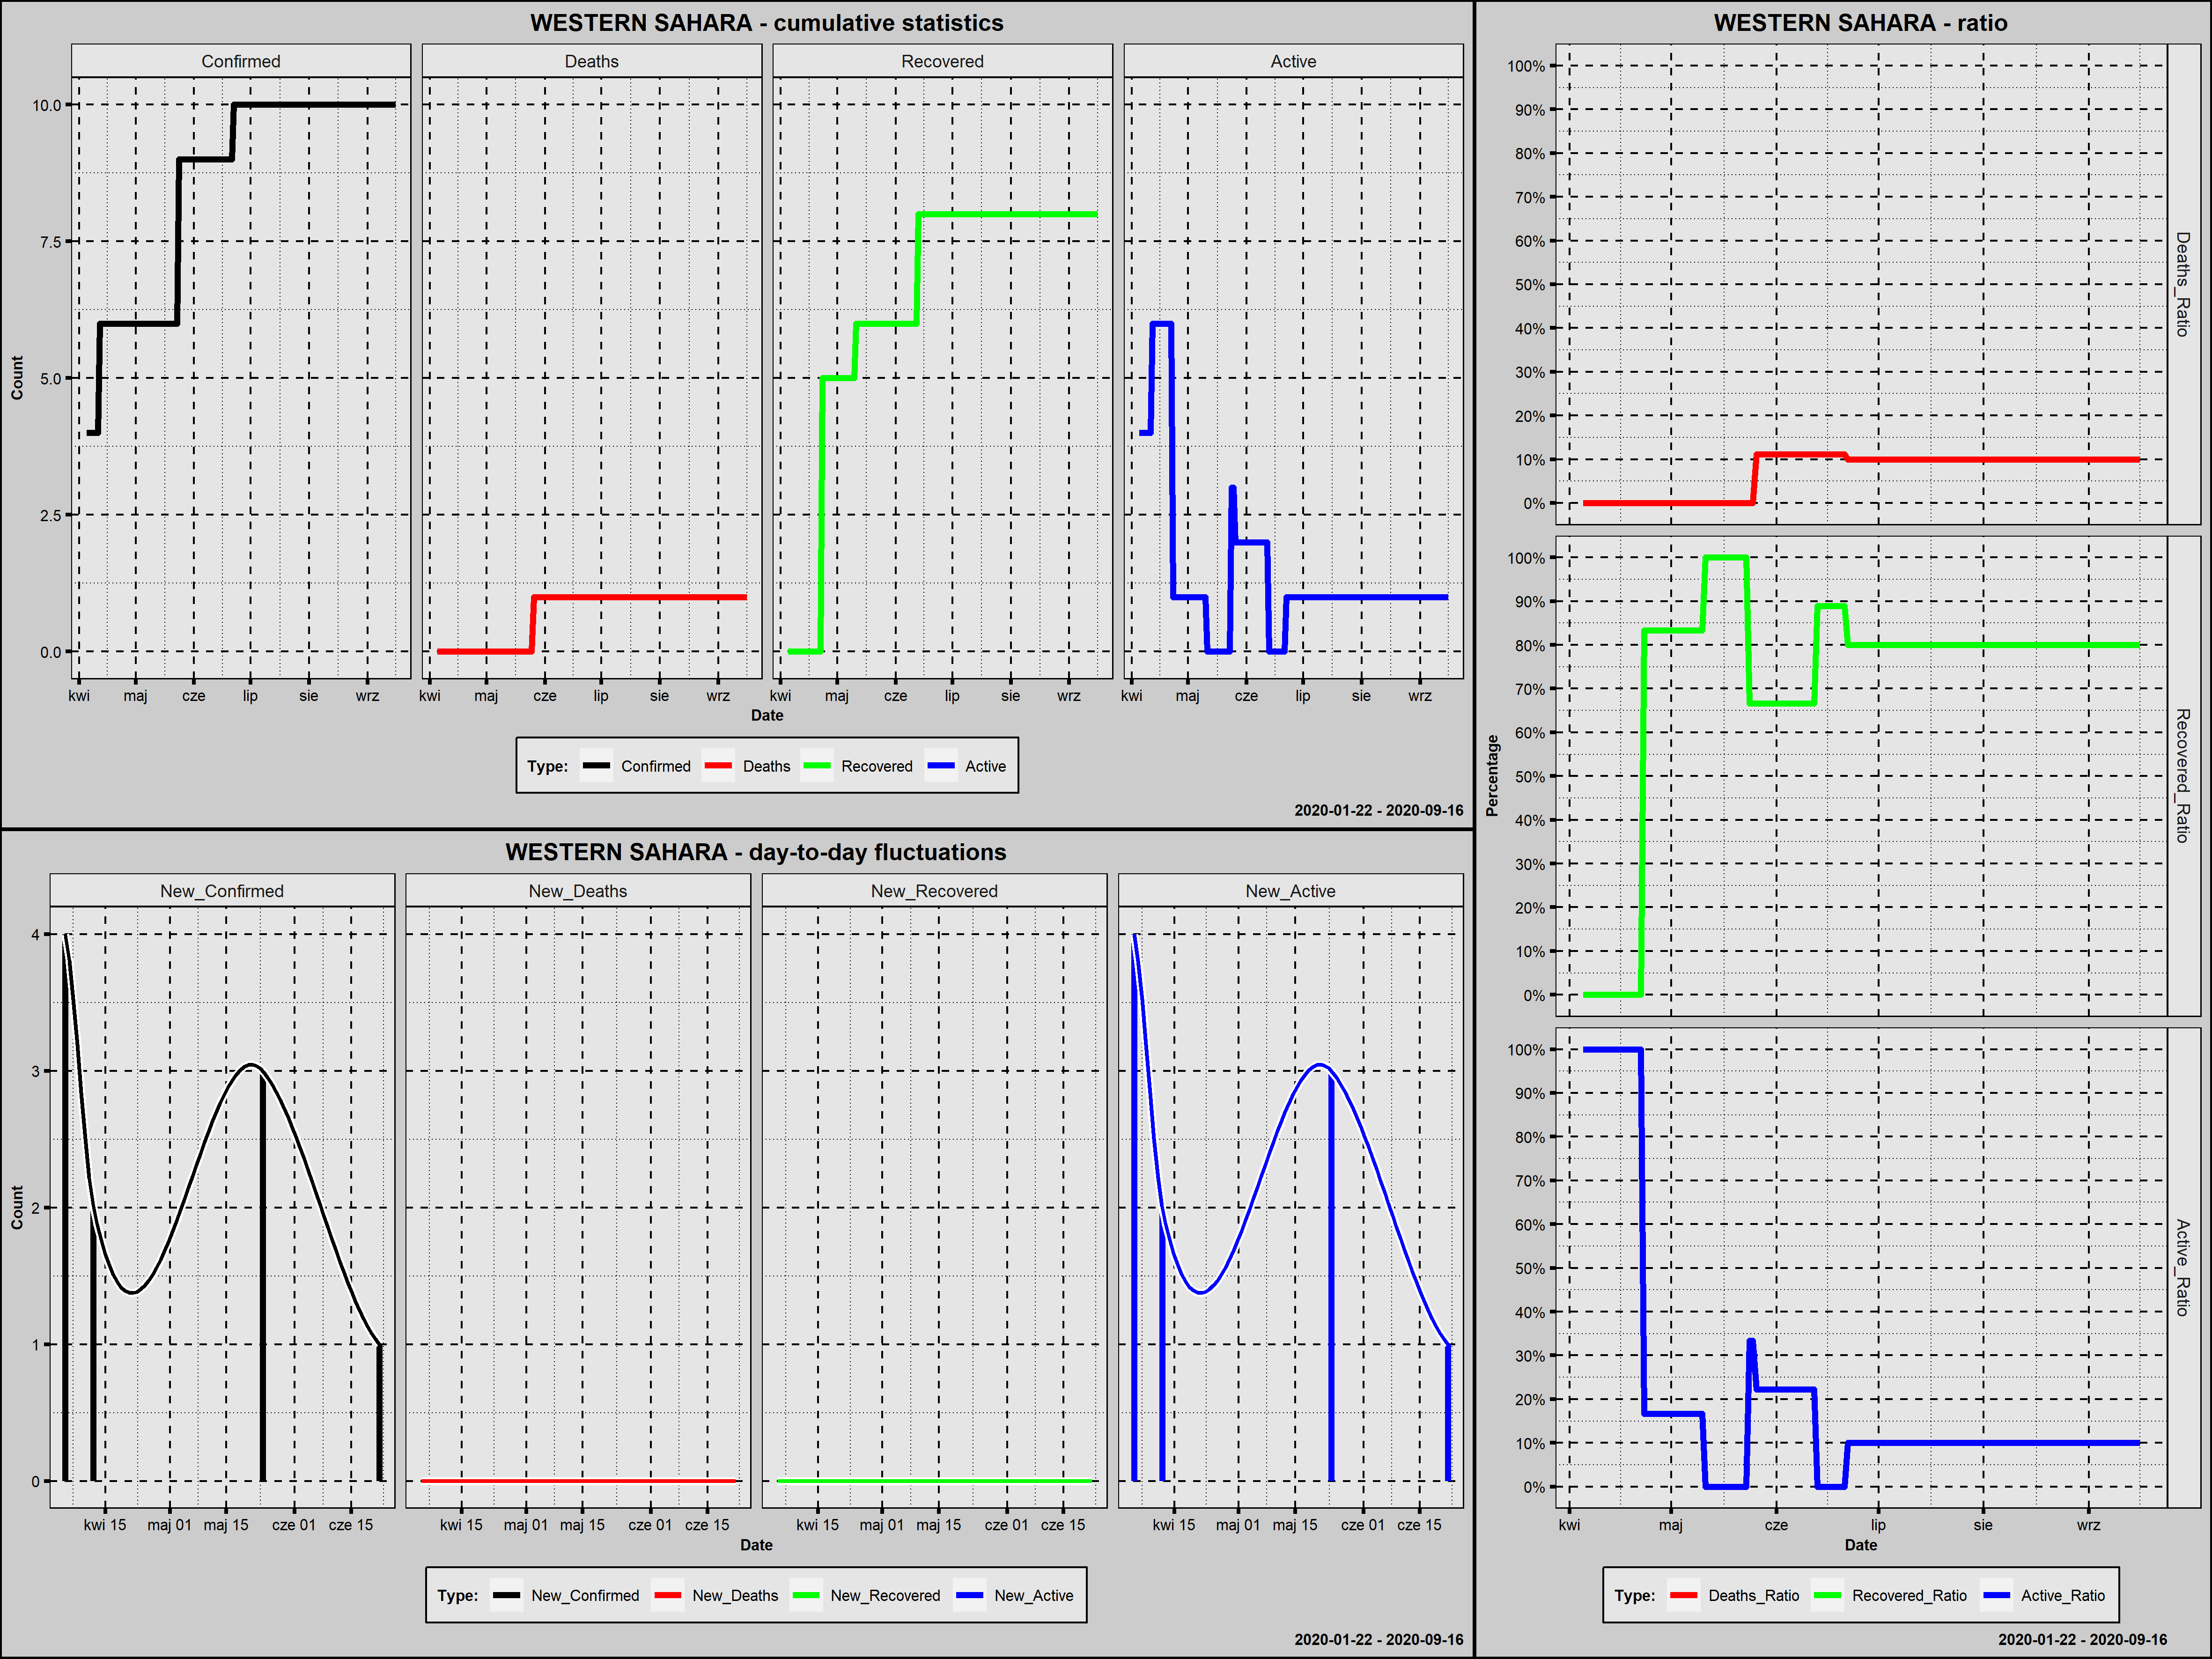 WESTERN SAHARA - cumulative statistics
Confirmed Deaths Recovered Active
Count
10.0
7.5
5.0
2.5
0.0
kwi maj cze lip sie wrz kwi maj cze lip sie wrz kwi maj cze lip sie wrz kwi maj cze lip sie wrz
Date
Type: Confirmed Deaths Recovered Active
2020-01-22 - 2020-09-16
WESTERN SAHARA - day-to-day fluctuations
New_Confirmed New_Deaths New_Recovered New_Active
Count
4
3
2
1
0
kwi 15 maj 01 maj 15 cze 01 cze 15 kwi 15 maj 01 maj 15 cze 01 cze 15 kwi 15 maj 01 maj 15 cze 01 cze 15 kwi 15 maj 01 maj 15 cze 01 cze 15
Date
Type: New_Confirmed New_Deaths New_Recovered New_Active
2020-01-22 - 2020-09-16
WESTERN SAHARA - ratio
Percentage
100%
90%
80%
70%
60%
50%
40%
30%
20%
10%
0%
Deaths_Ratio
100%
90%
80%
70%
60%
50%
40%
30%
20%
10%
0%
Recovered_Ratio
100%
90%
80%
70%
60%
50%
40%
30%
20%
10%
0%
Active_Ratio
kwi maj cze lip sie wrz
Date
Type: Deaths_Ratio Recovered_Ratio Active_Ratio
2020-01-22 - 2020-09-16